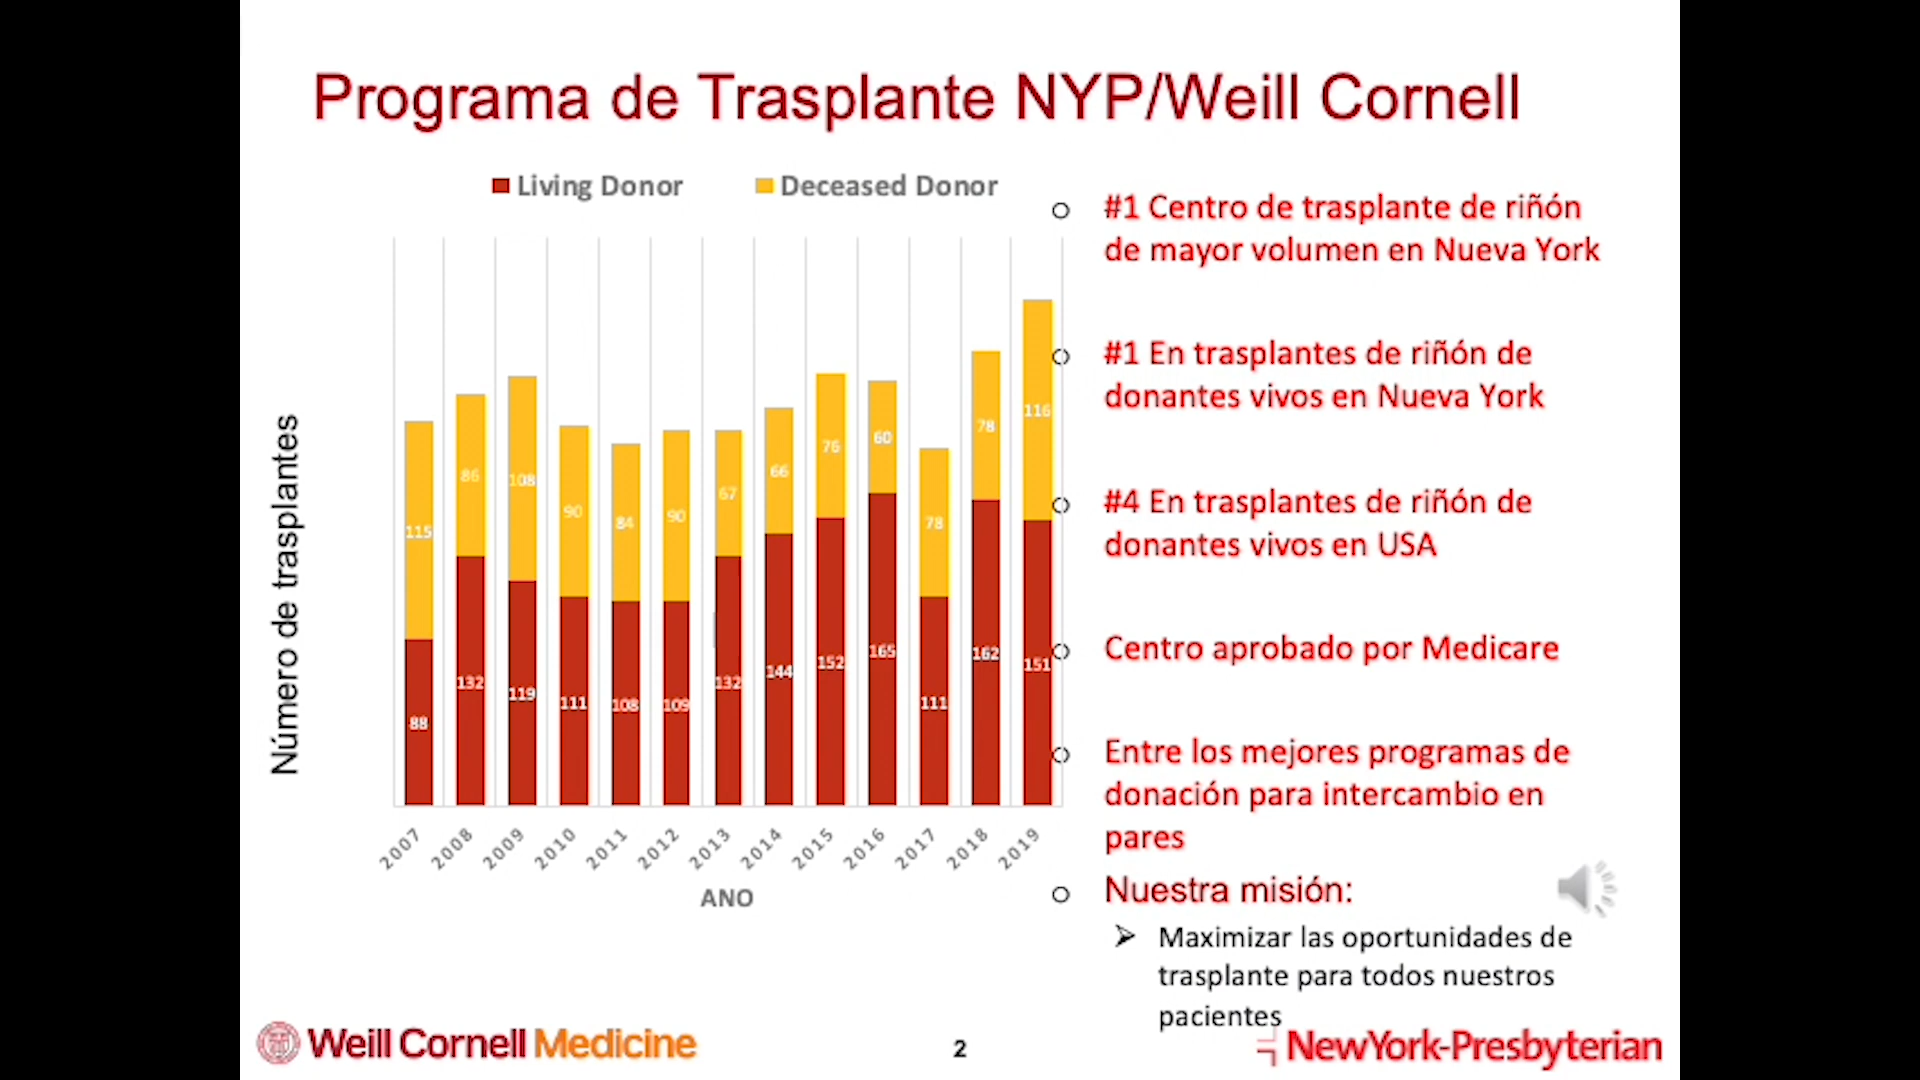 Programa de Trasplante NYP/Weill Cornell
Living Donor Deceased Donor
Número de trasplantes
115 86 108 90 84 90 67 66 76 60 78 78 116
88 132 119 111 108 109 132 144 152 165 111 162 151
2007 2008 2009 2010 2011 2012 2013 2014 2015 2016 2017 2018 2019
ANO
#1 Centro de trasplante de riñón
de mayor volumen en Nueva York
#1 En trasplantes de riñón de
donantes vivos en Nueva York
#4 En trasplantes de riñón de
donantes vivos en USA
Centro aprobado por Medicare
Entre los mejores programas de
donación para intercambio en
pares
Nuestra misión:
Maximizar las oportunidades de
trasplante para todos nuestros
pacientes
Weill Cornell Medicine
2
NewYork-Presbyterian